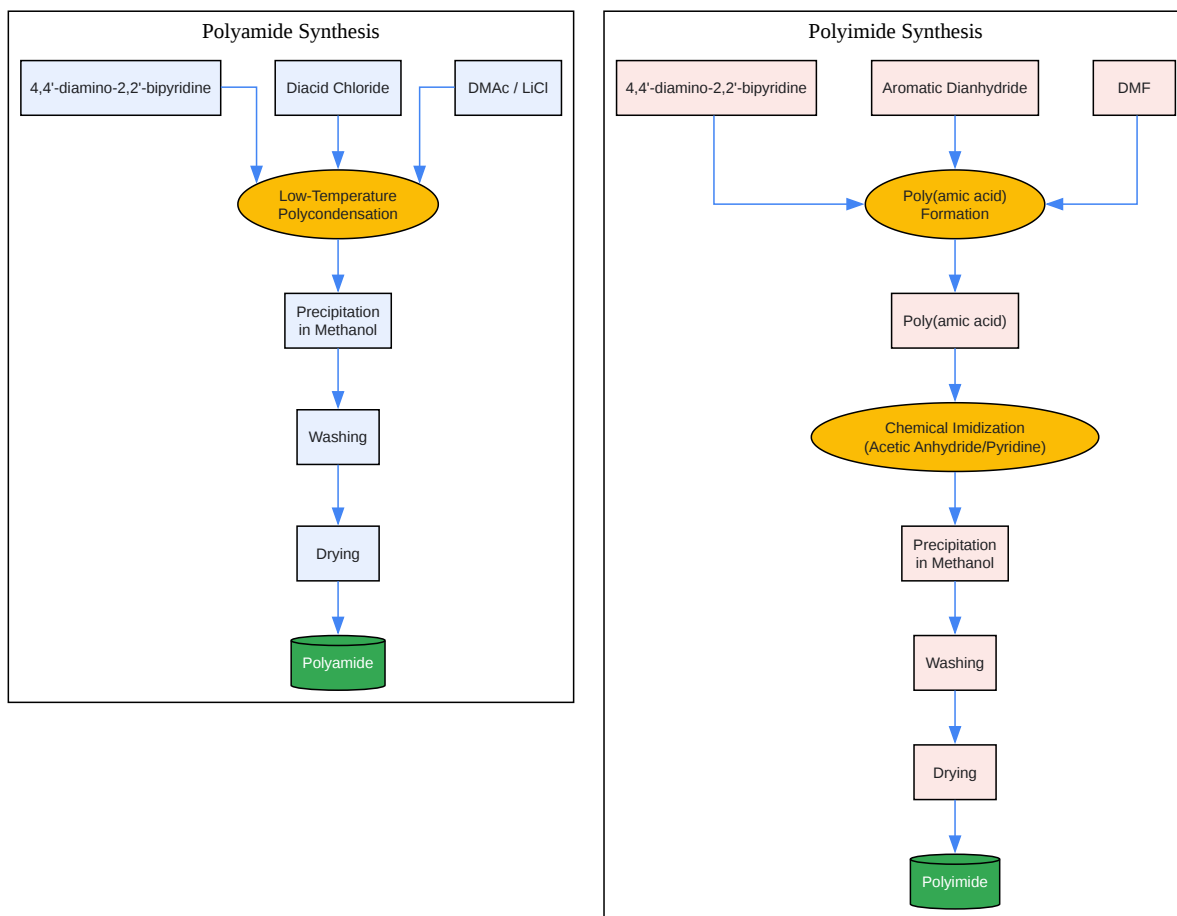 Polyamide Synthesis
4,4'-diamino-2,2'-bipyridine
Diacid Chloride
DMAc / LiCl
Low-Temperature
Polycondensation
Precipitation
in Methanol
Washing
Drying
Polyamide
Polyimide Synthesis
4,4'-diamino-2,2'-bipyridine
Aromatic Dianhydride
DMF
Poly(amic acid)
Formation
Poly(amic acid)
Chemical Imidization
(Acetic Anhydride/Pyridine)
Precipitation
in Methanol
Washing
Drying
Polyimide